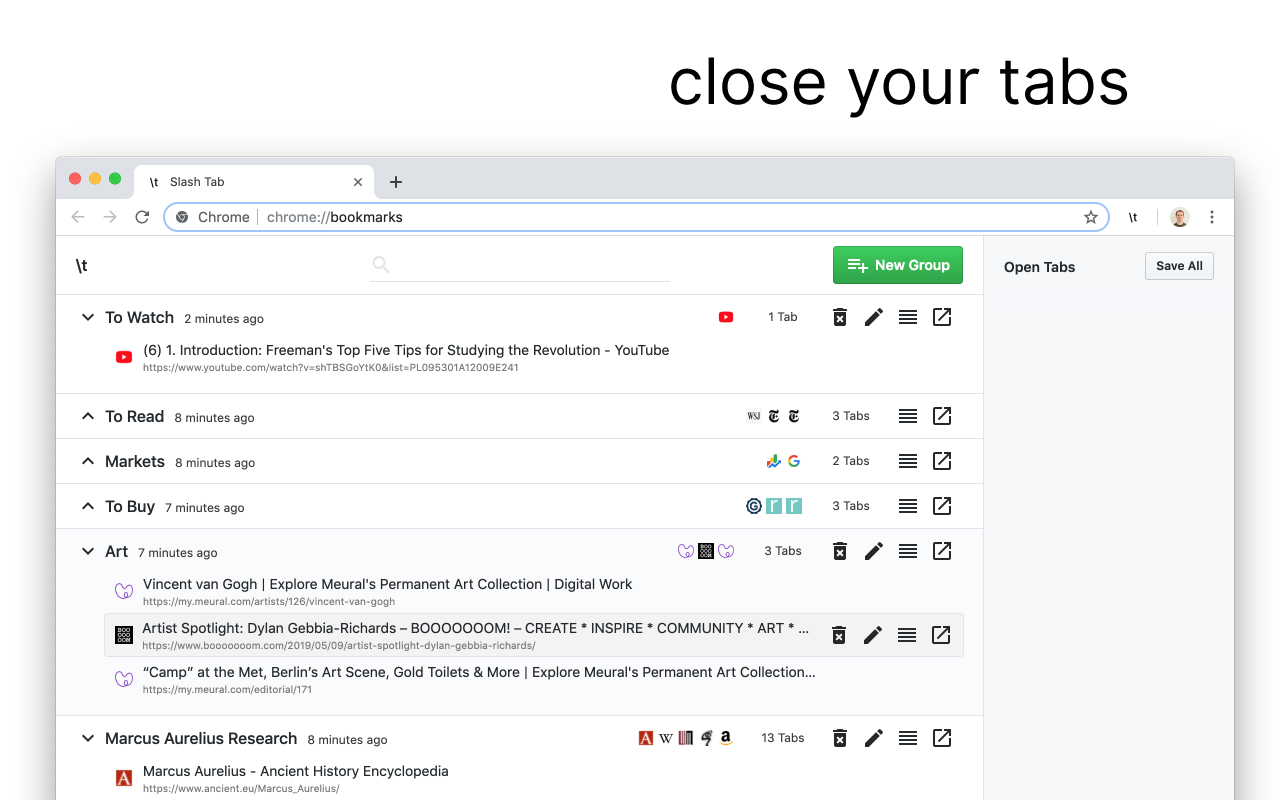 close your tabs
\t Slash Tab
Chrome chrome://bookmarks \t
\t New Group Open Tabs Save All
To Watch 2 minutes ago 1 Tab
(6) 1. Introduction: Freeman's Top Five Tips for Studying the Revolution - YouTube
https://www.youtube.com/watch?v=shTBSGoYtK0&list=PL095301A12009E241
To Read 8 minutes ago WSJ 3 Tabs
Markets 8 minutes ago G 2 Tabs
To Buy 7 minutes ago G r r 3 Tabs
Art 7 minutes ago BOOOOOOM 3 Tabs
Vincent van Gogh | Explore Meural's Permanent Art Collection | Digital Work
https://my.meural.com/artists/126/vincent-van-gogh
Artist Spotlight: Dylan Gebbia-Richards – BOOOOOOOM! – CREATE * INSPIRE * COMMUNITY * ART * ...
https://www.booooooom.com/2019/05/09/artist-spotlight-dylan-gebbia-richards/
“Camp” at the Met, Berlin’s Art Scene, Gold Toilets & More | Explore Meural's Permanent Art Collection...
https://my.meural.com/editorial/171
Marcus Aurelius Research 8 minutes ago A W a 13 Tabs
A Marcus Aurelius - Ancient History Encyclopedia
https://www.ancient.eu/Marcus_Aurelius/